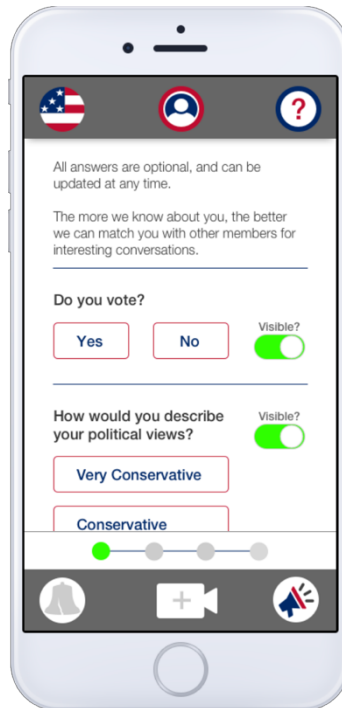 ?
All answers are optional, and can be
updated at any time.
The more we know about you, the better
we can match you with other members for
interesting conversations.
Do you vote?
Visible?
Yes
No
How would you describe
your political views?
Visible?
Very Conservative
Conservative